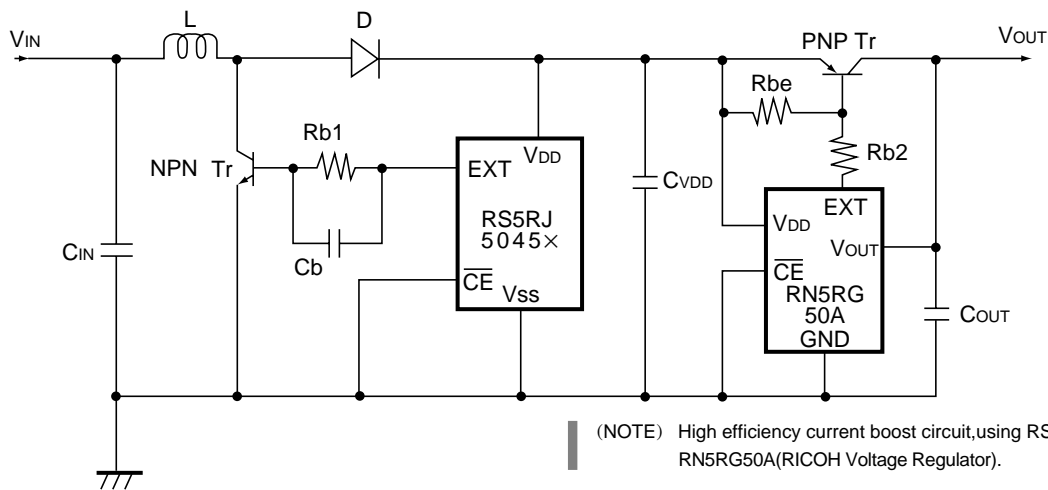 VIN
L
D
PNP Tr
VOUT
Rbe
Rb1
Rb2
NPN Tr
EXT
VDD
CVDD
EXT
VDD
RS5RJ
5045×
VOUT
CIN
Cb
CE
CE
RN5RG
50A
VSS
GND
COUT
(NOTE) High efficiency current boost circuit,using RS
RN5RG50A(RICOH Voltage Regulator).